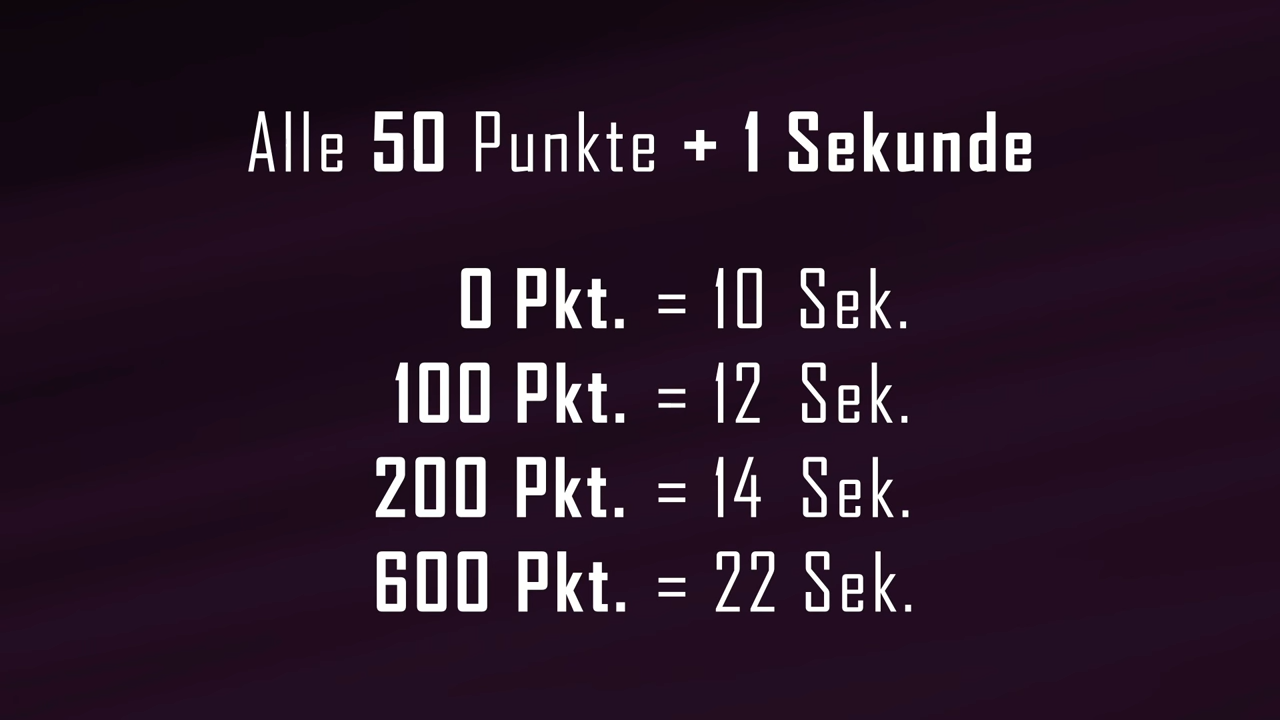 Alle 50 Punkte + 1 Sekunde
0 Pkt. = 10 Sek.
100 Pkt. = 12 Sek.
200 Pkt. = 14 Sek.
600 Pkt. = 22 Sek.